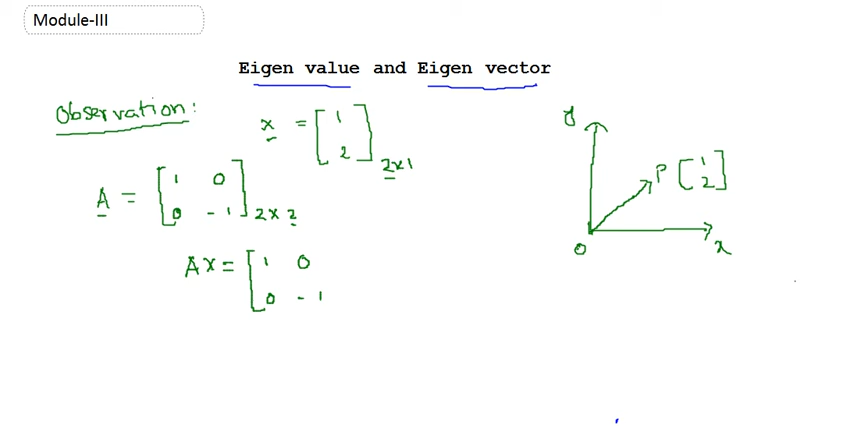 Module-III
Eigen value and Eigen vector
Observation:
x = [ 1
2 ] 2x1
A = [ 1 0
0 -1 ] 2x2
y
P [ 1
2 ]
O
x
AX = [ 1 0
0 -1